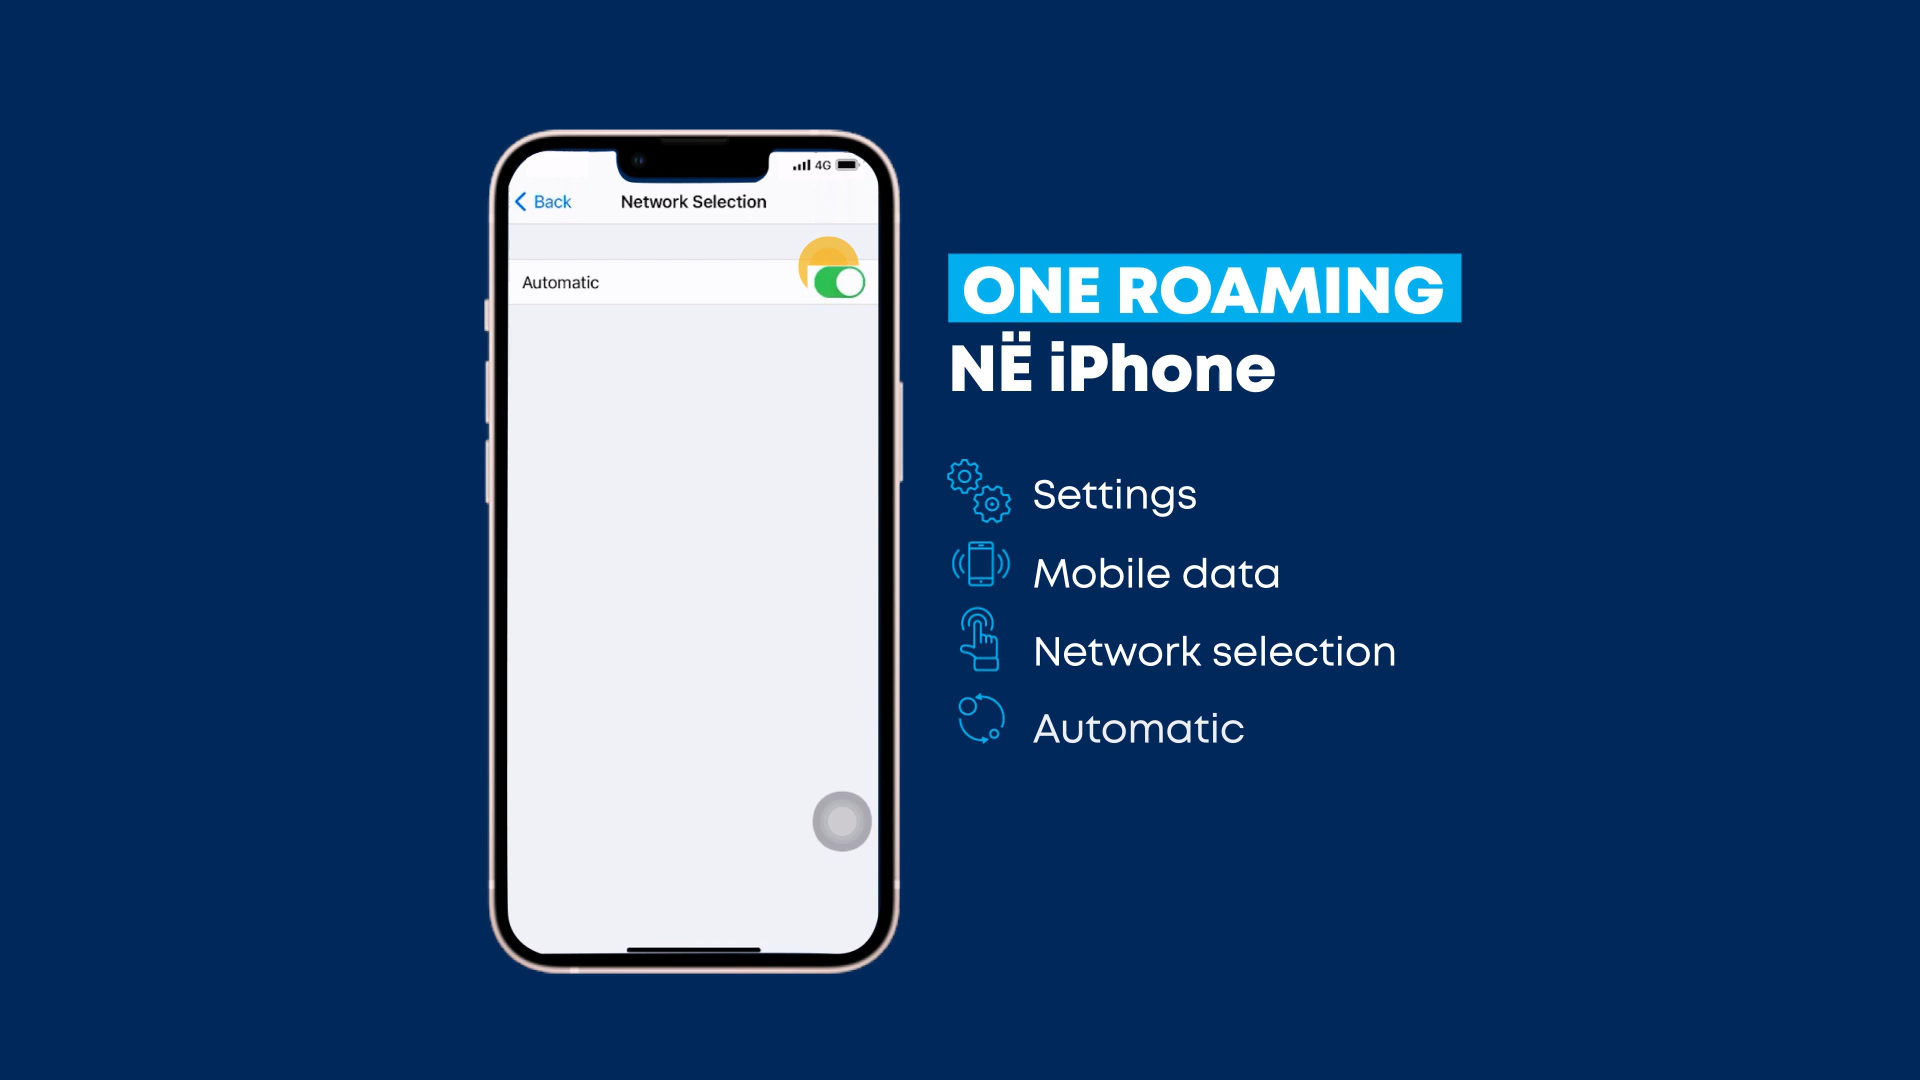 4G
Back
Network Selection
Automatic
ONE ROAMING
NË iPhone
Settings
Mobile data
Network selection
Automatic